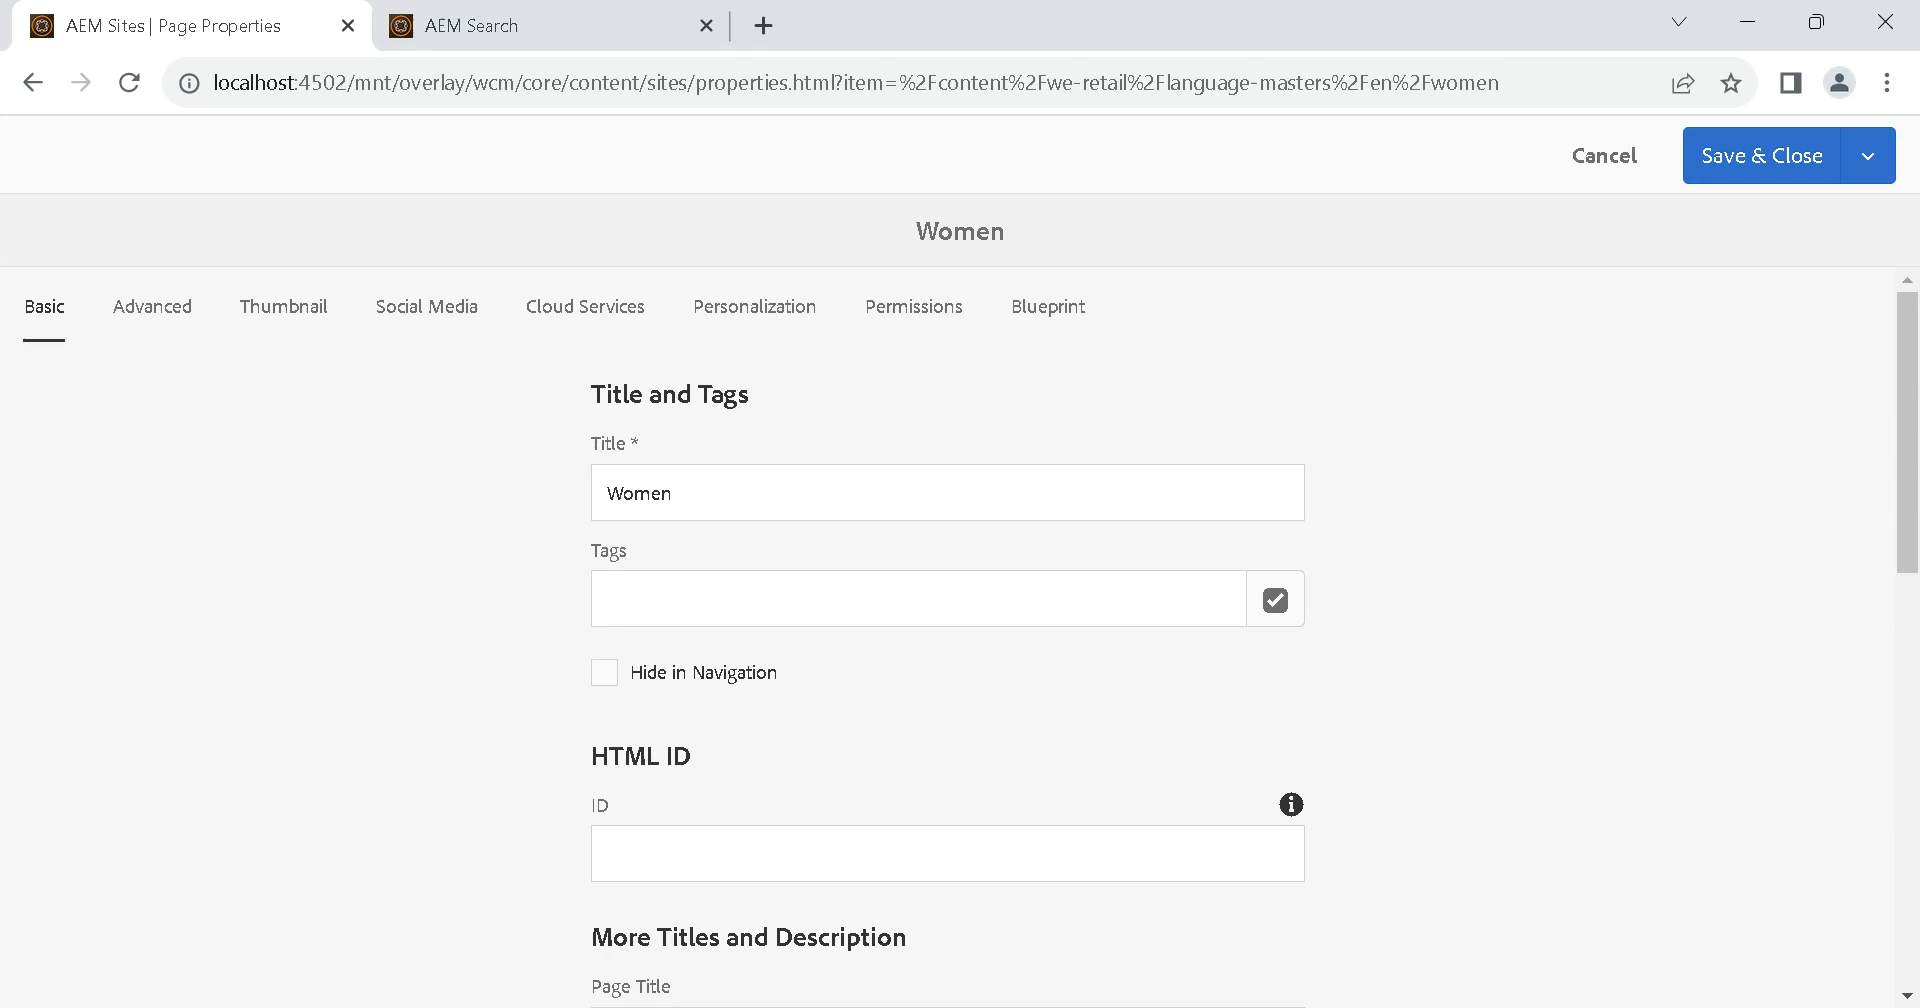 AEM Sites | Page Properties
AEM Search
localhost:4502/mnt/overlay/wcm/core/content/sites/properties.html?item=%2Fcontent%2Fwe-retail%2Flanguage-masters%2Fen%2Fwomen
Cancel
Save & Close
Women
Basic Advanced Thumbnail Social Media Cloud Services Personalization Permissions Blueprint
Title and Tags
Title *
Women
Tags
Hide in Navigation
HTML ID
ID
More Titles and Description
Page Title